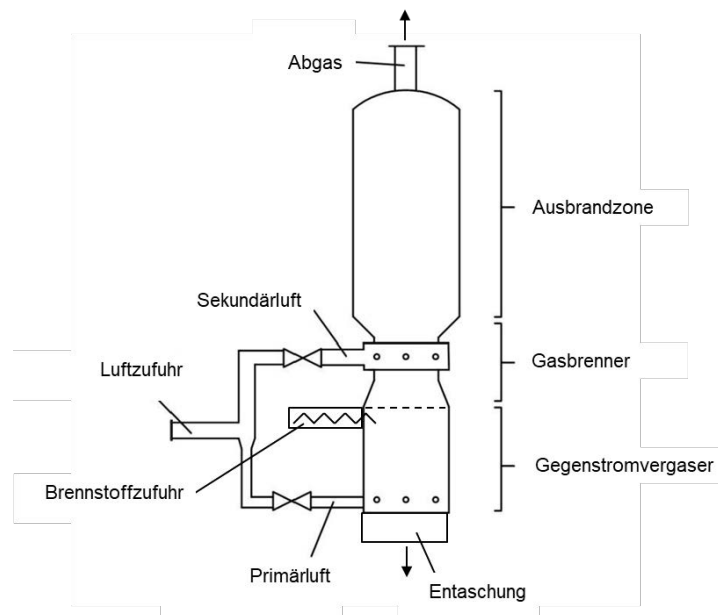 Abgas
Ausbrandzone
Sekundärluft
Luftzufuhr
Gasbrenner
Gegenstromvergaser
Brennstoffzufuhr
Primärluft
Entaschung